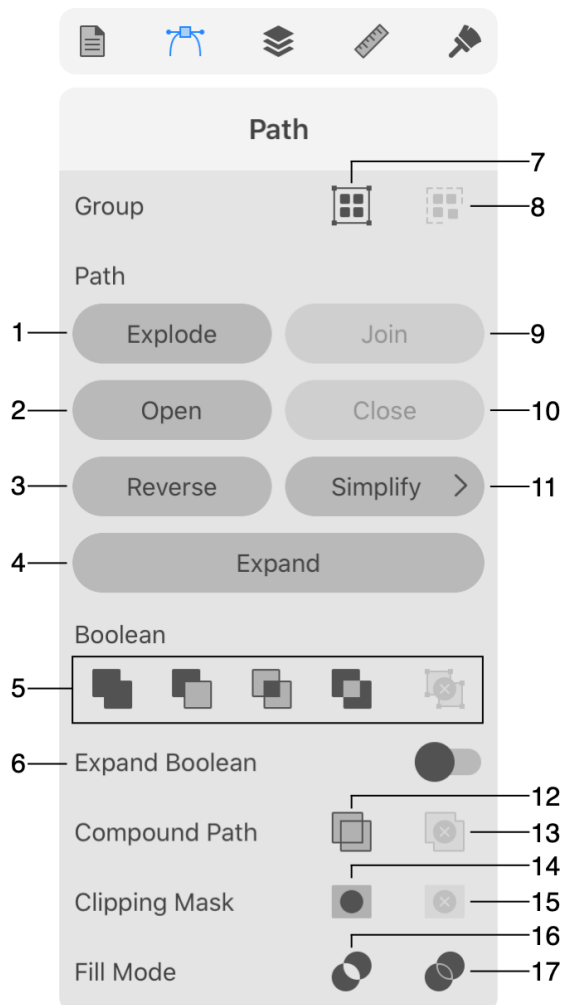 Path
7
Group
8
Path
1 Explode Join 9
2 Open Close 10
3 Reverse Simplify 11
4 Expand
Boolean
5
6 Expand Boolean
12
Compound Path 13
14
Clipping Mask 15
16
Fill Mode 17